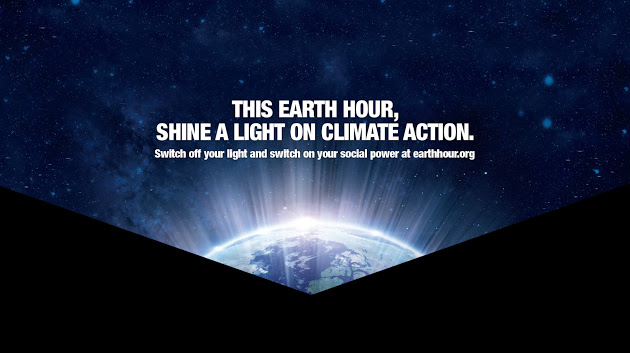 THIS EARTH HOUR,
SHINE A LIGHT ON CLIMATE ACTION.
Switch off your light and switch on your social power at earthhour.org